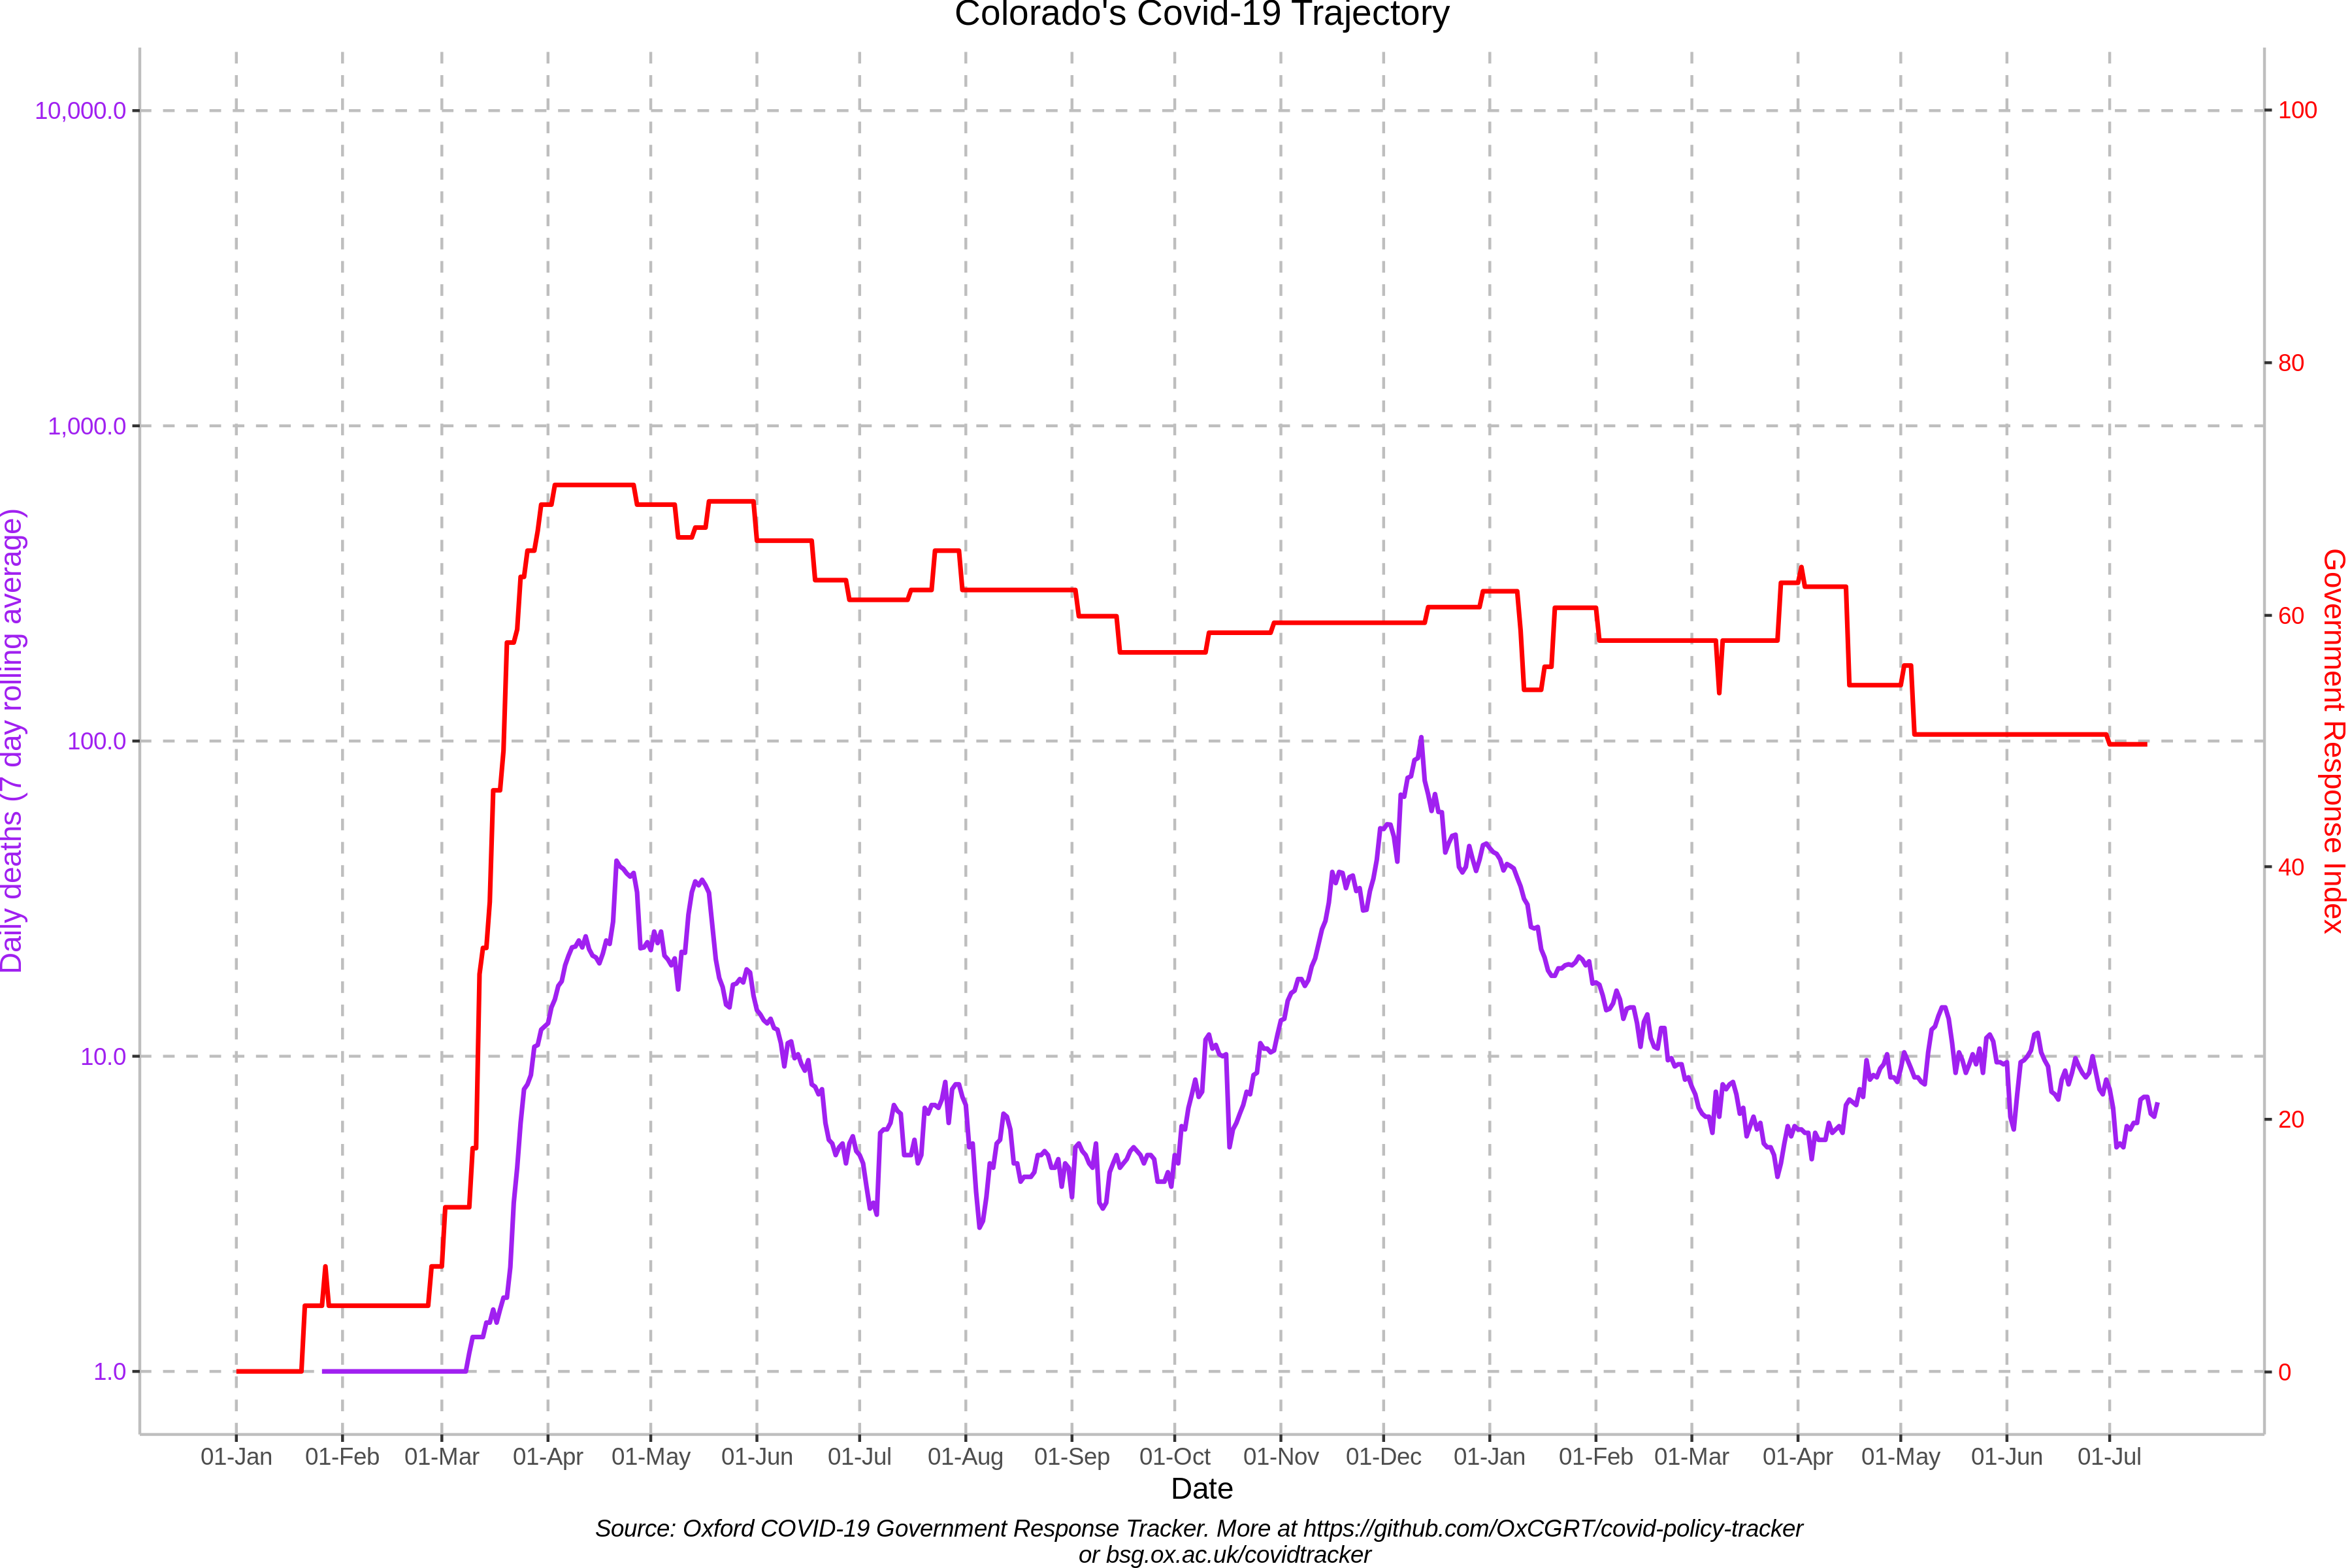 Colorado's Covid-19 Trajectory
10,000.0
1,000.0
100.0
10.0
1.0
Daily deaths (7 day rolling average)
100
80
60
40
20
0
Government Response Index
01-Jan 01-Feb 01-Mar 01-Apr 01-May 01-Jun 01-Jul 01-Aug 01-Sep 01-Oct 01-Nov 01-Dec 01-Jan 01-Feb 01-Mar 01-Apr 01-May 01-Jun 01-Jul
Date
Source: Oxford COVID-19 Government Response Tracker. More at https://github.com/OxCGRT/covid-policy-tracker
or bsg.ox.ac.uk/covidtracker